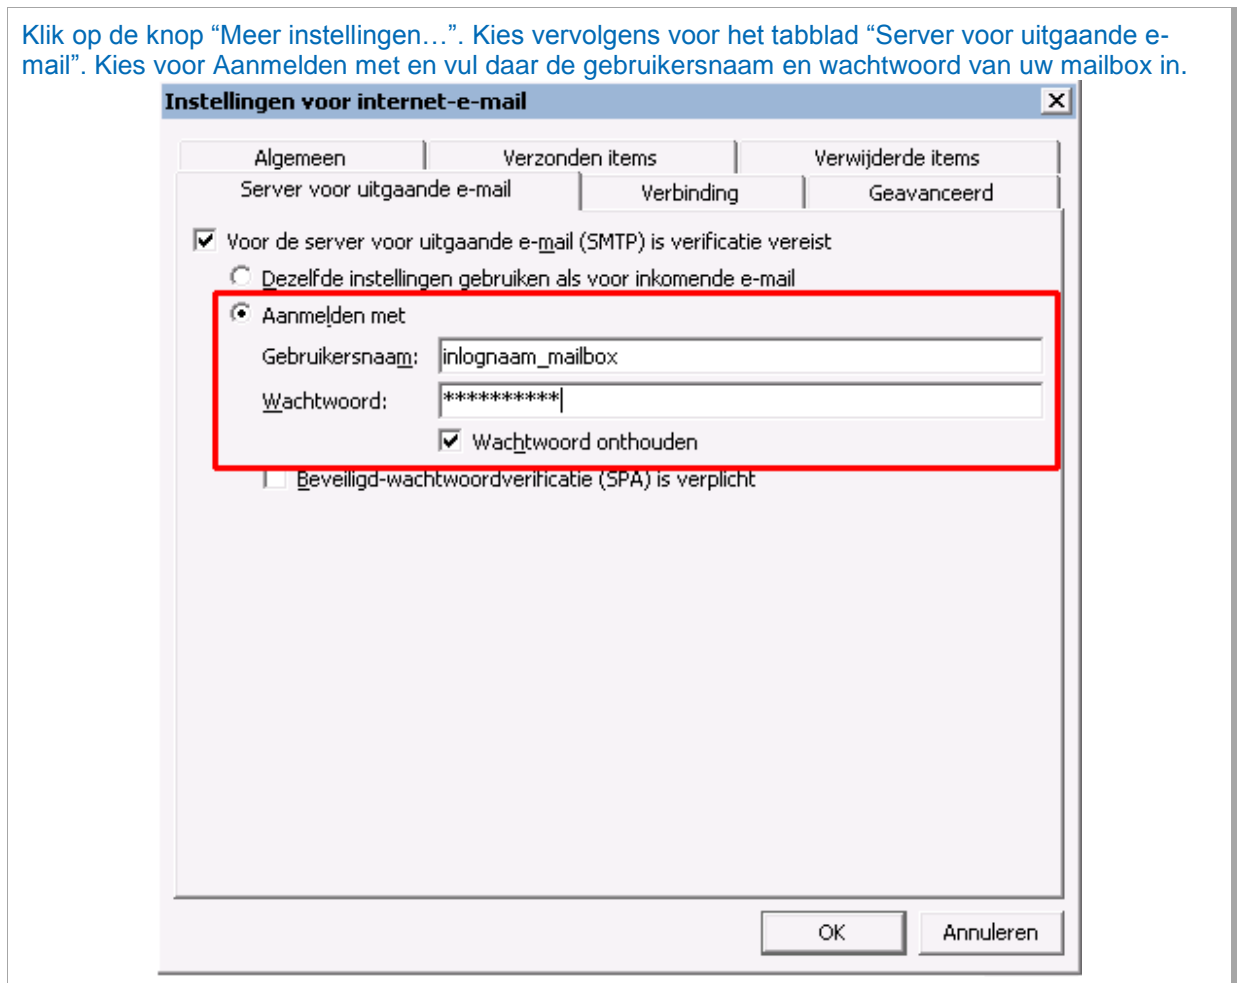 Klik op de knop “Meer instellingen…”. Kies vervolgens voor het tabblad “Server voor uitgaande e-
mail”. Kies voor Aanmelden met en vul daar de gebruikersnaam en wachtwoord van uw mailbox in.
Instellingen voor internet-e-mail
Algemeen Verzonden items Verwijderde items
Server voor uitgaande e-mail Verbinding Geavanceerd
Voor de server voor uitgaande e-mail (SMTP) is verificatie vereist
Dezelfde instellingen gebruiken als voor inkomende e-mail
Aanmelden met
Gebruikersnaam: inlognaam_mailbox
Wachtwoord: **********
Wachtwoord onthouden
Beveiligd-wachtwoordverificatie (SPA) is verplicht
OK Annuleren